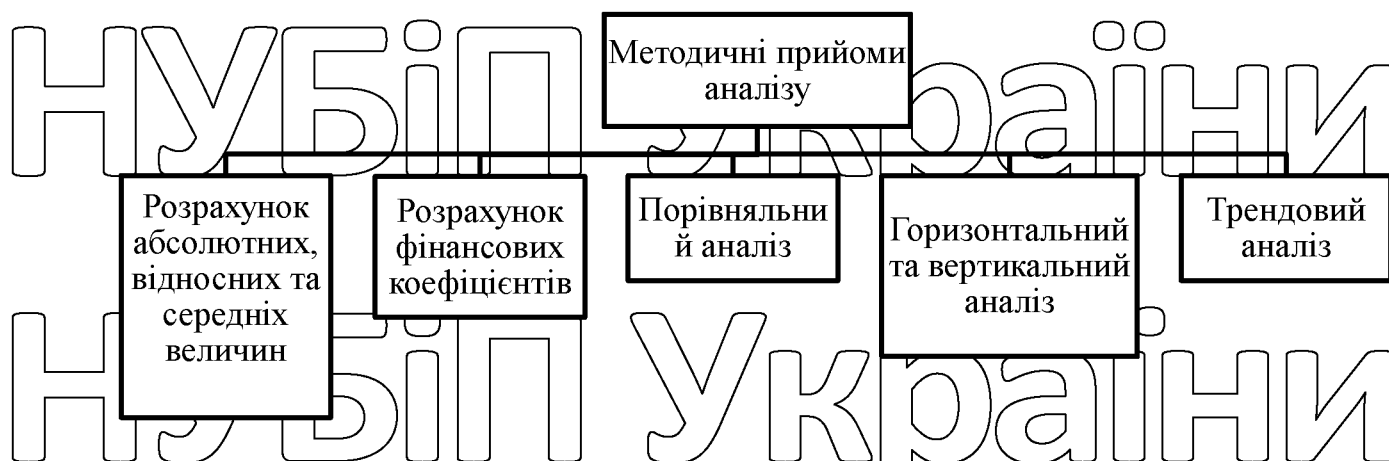 НУБіП України
Методичні прийоми
аналізу
Розрахунок
абсолютних,
відносних та
середніх
величин
Розрахунок
фінансових
коефіцієнтів
Порівняльни
й аналіз
Горизонтальний
та вертикальний
аналіз
Трендовий
аналіз
НУБіП України